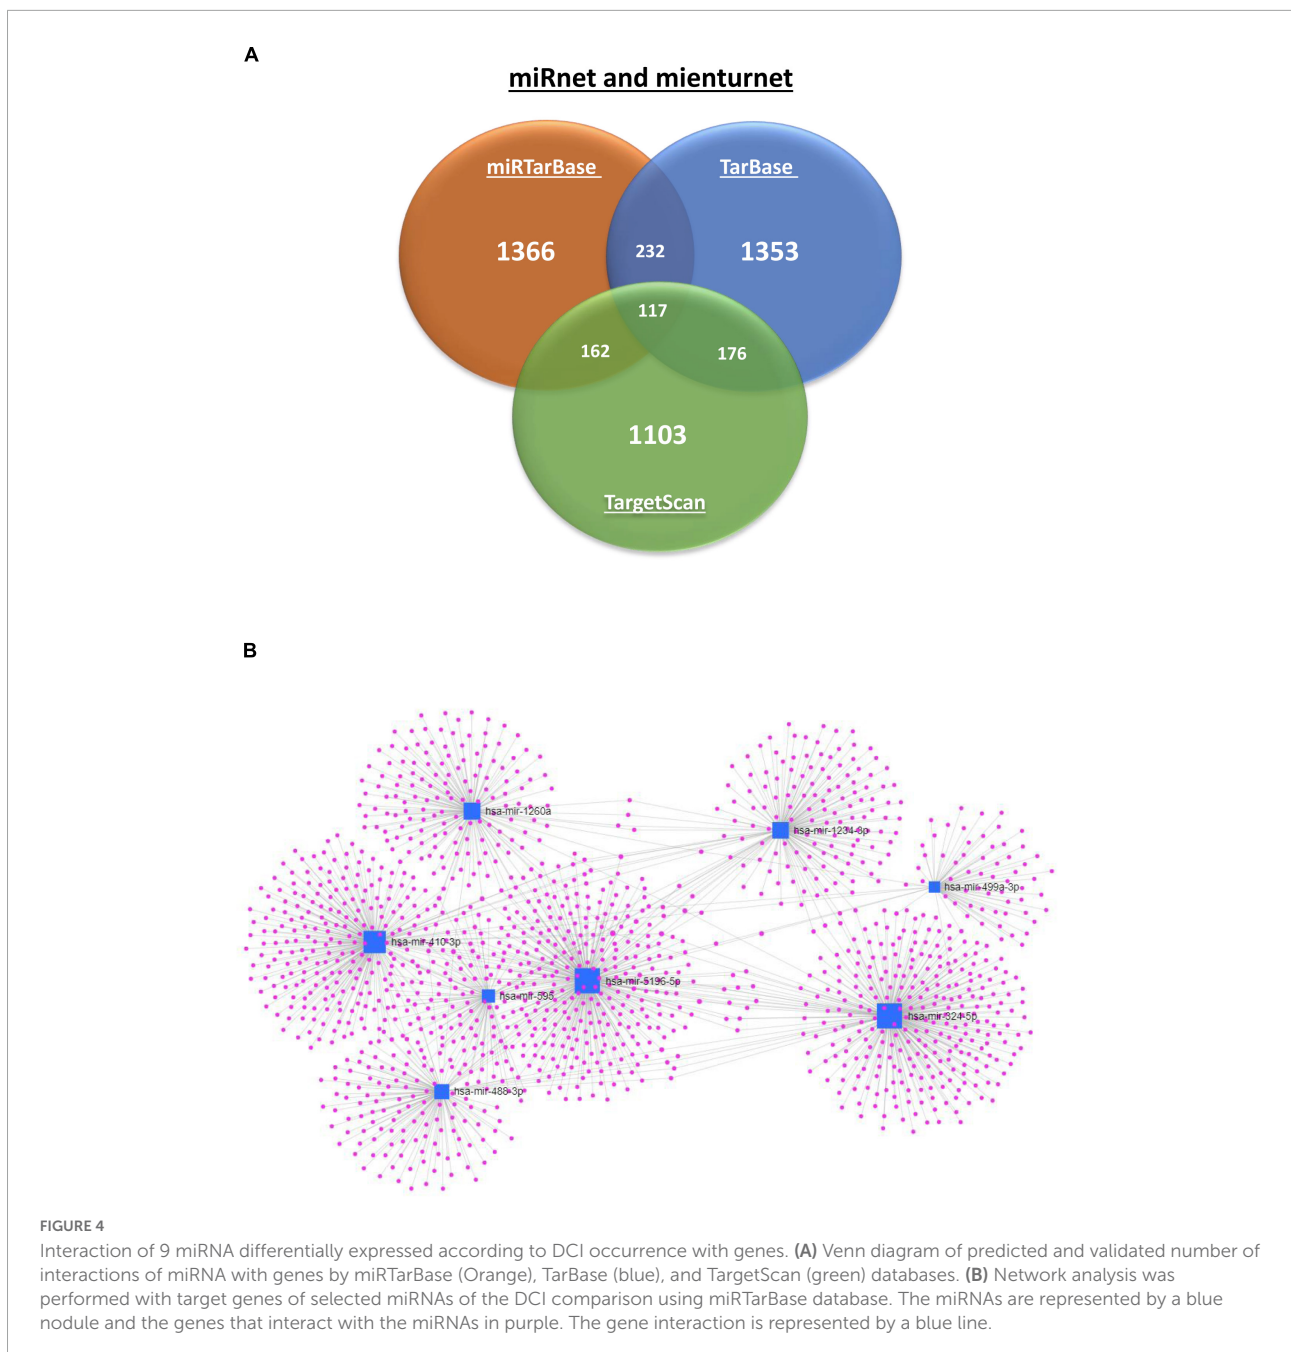 A
miRnet and mienturnet
miRTarBase
TarBase
1366
232
1353
117
162
176
1103
TargetScan
B
hsa-mir-1260a
hsa-mir-1234-3p
hsa-mir-499a-3p
hsa-mir-410-3p
hsa-mir-5196-5p
hsa-mir-595
hsa-mir-324-5p
hsa-mir-488-3p
FIGURE 4
Interaction of 9 miRNA differentially expressed according to DCI occurrence with genes. (A) Venn diagram of predicted and validated number of
interactions of miRNA with genes by miRTarBase (Orange), TarBase (blue), and TargetScan (green) databases. (B) Network analysis was
performed with target genes of selected miRNAs of the DCI comparison using miRTarBase database. The miRNAs are represented by a blue
nodule and the genes that interact with the miRNAs in purple. The gene interaction is represented by a blue line.